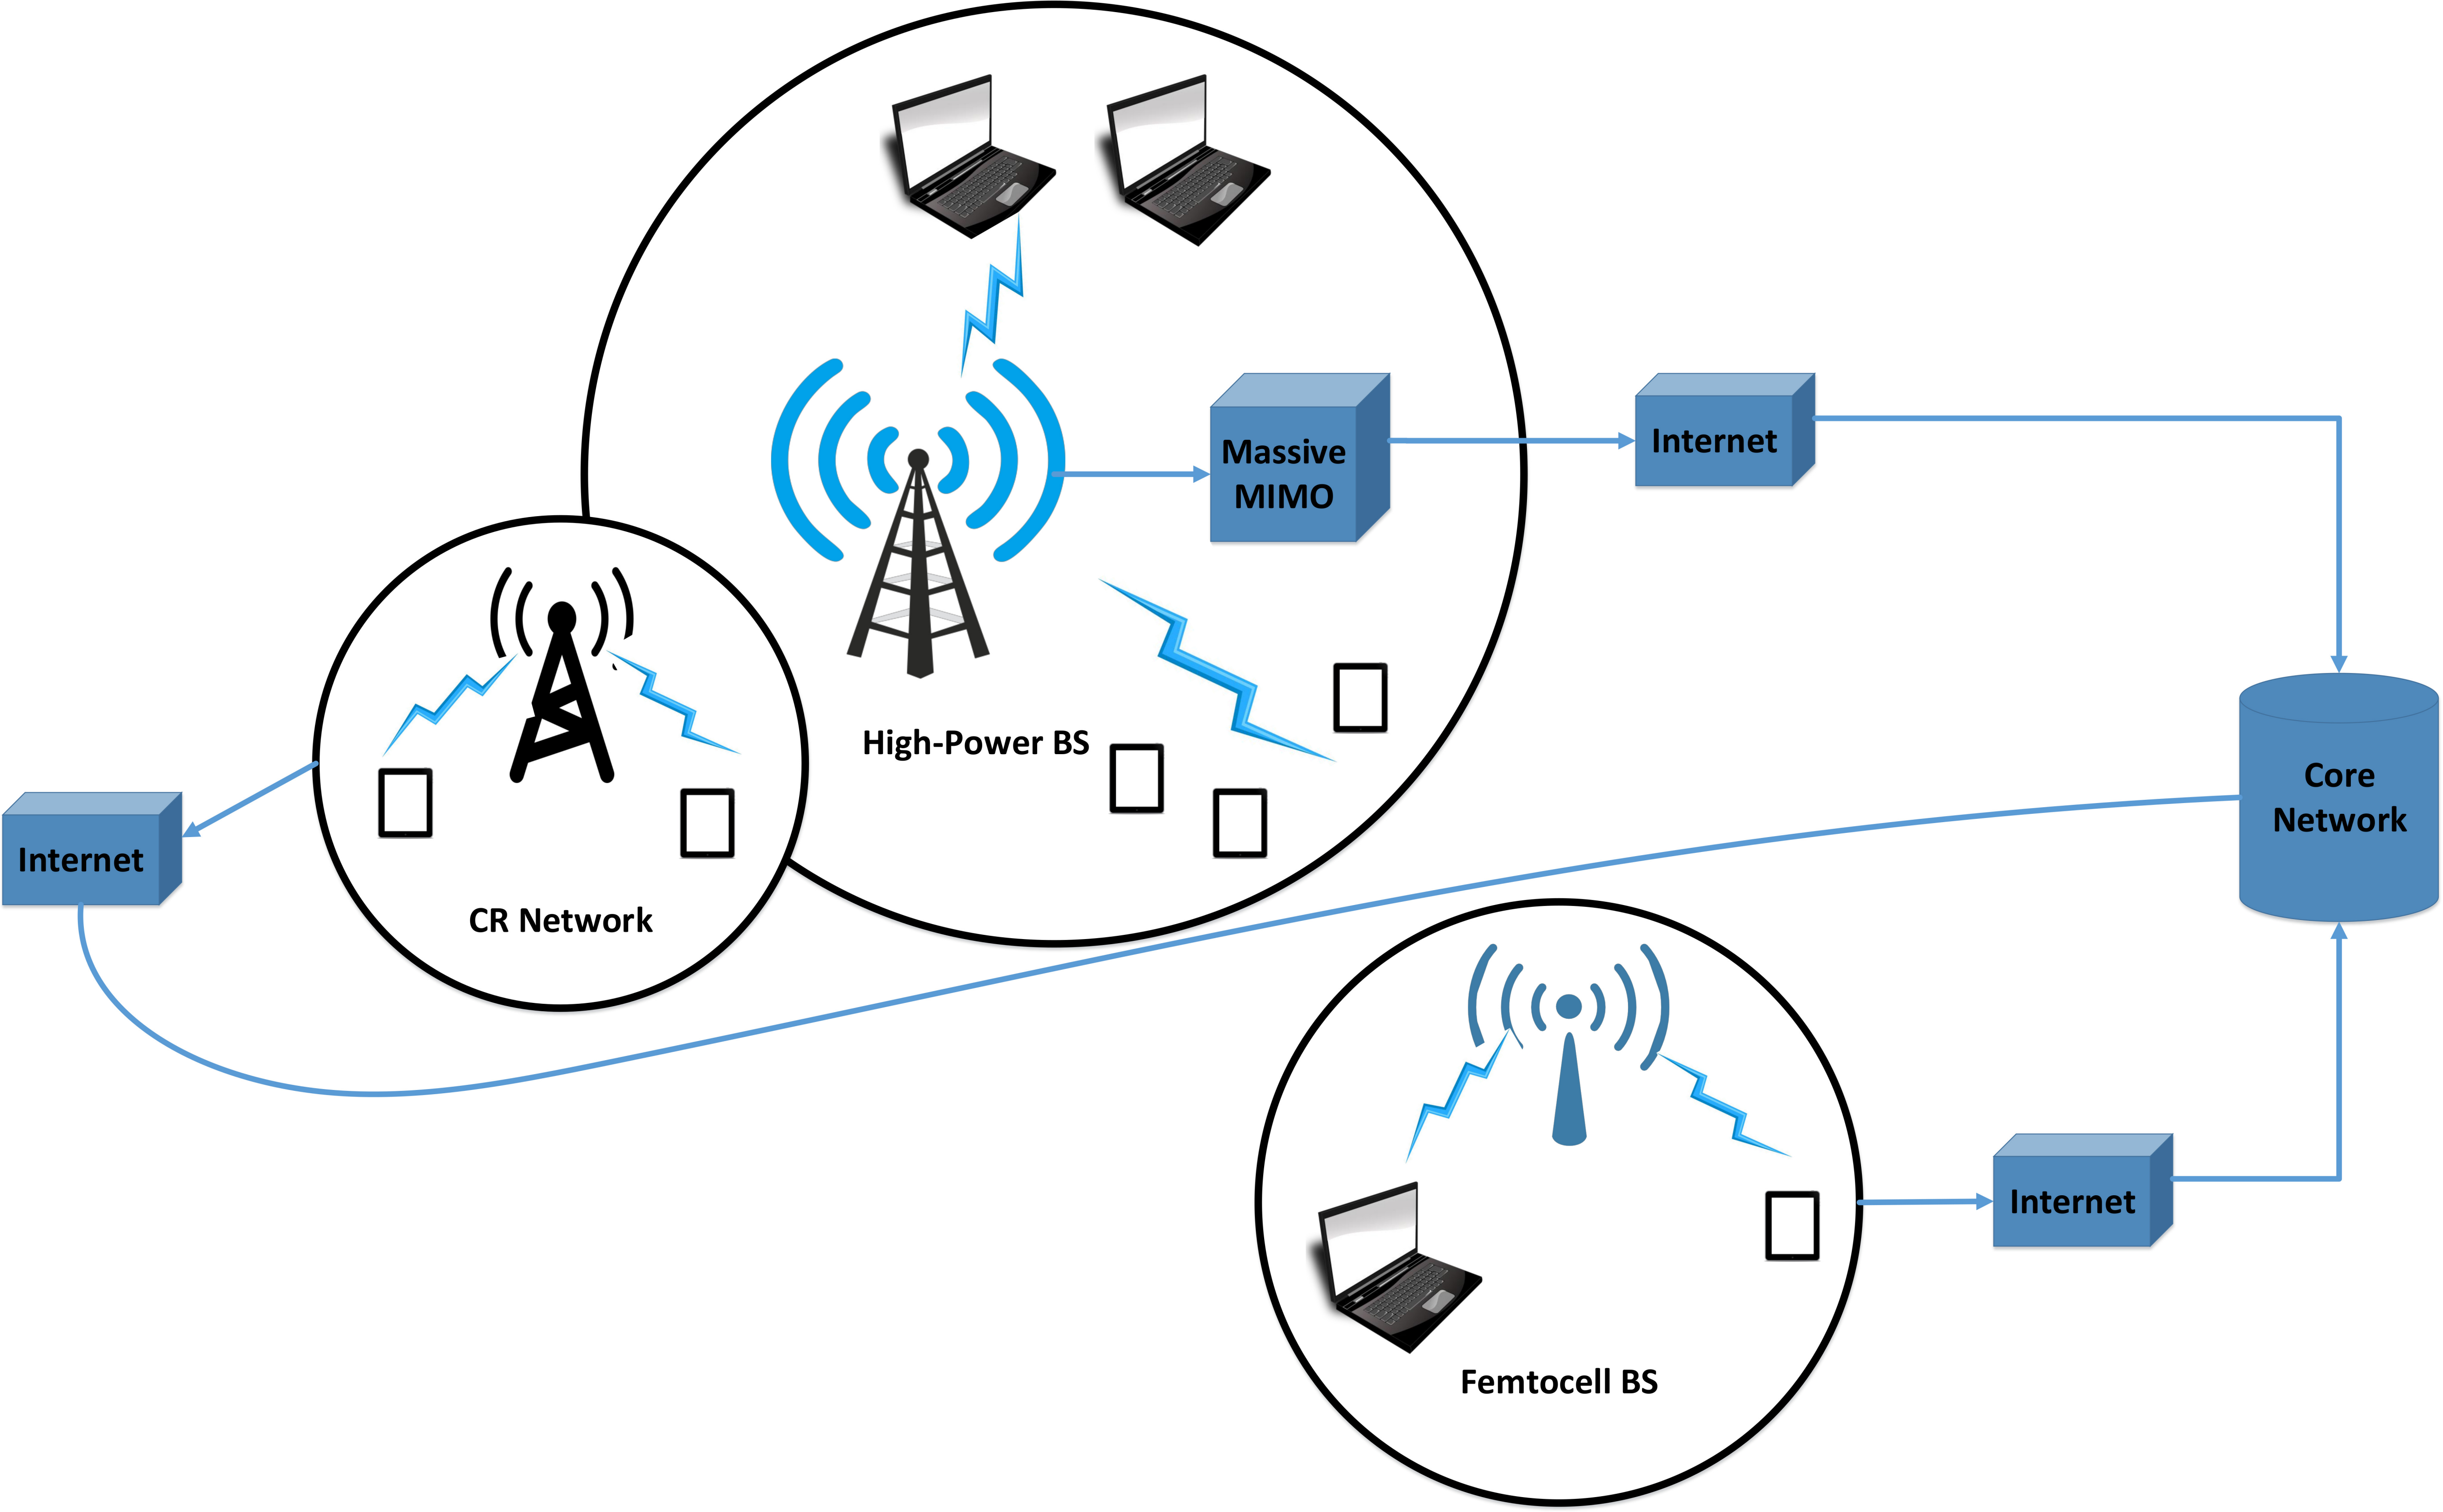 Massive
MIMO
Internet
High-Power BS
Core
Network
Internet
CR Network
Internet
Femtocell BS